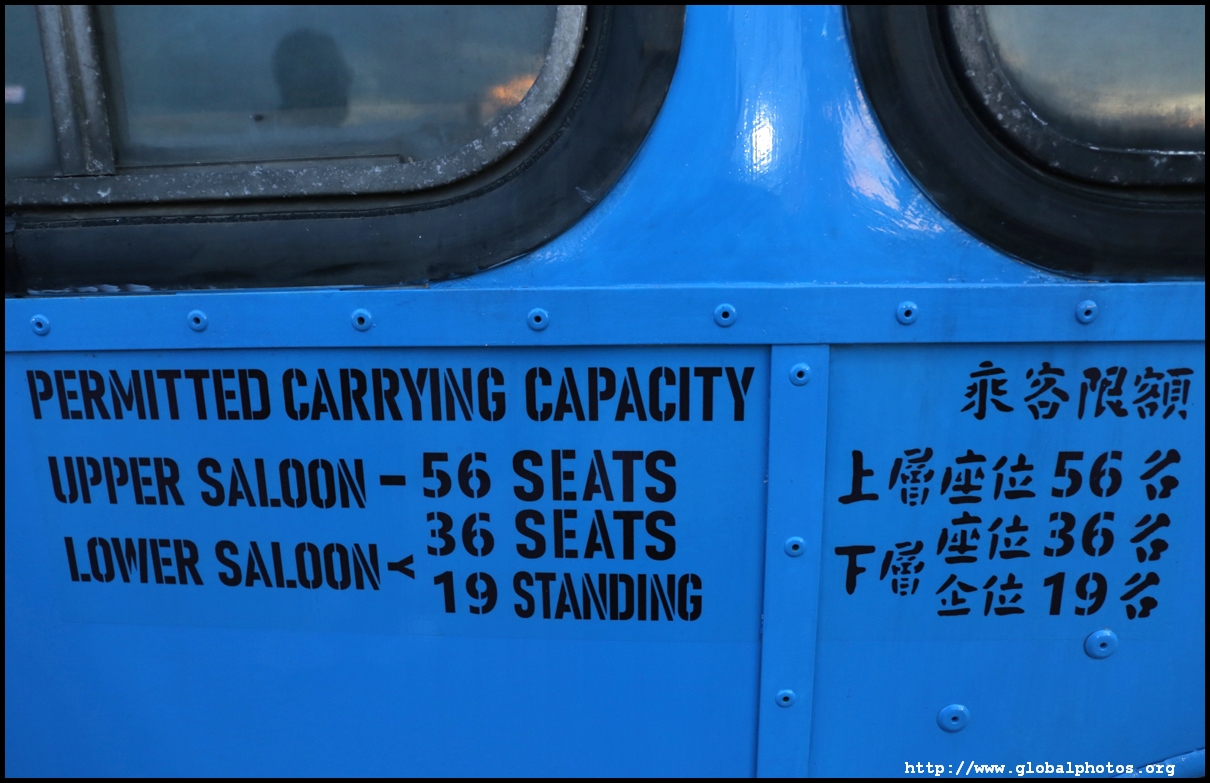 PERMITTED CARRYING CAPACITY
UPPER SALOON - 56 SEATS
LOWER SALOON
36 SEATS
19 STANDING
乘客限額
上層座位56名
下層
座位36名
企位19名
http://www.globalphotos.org